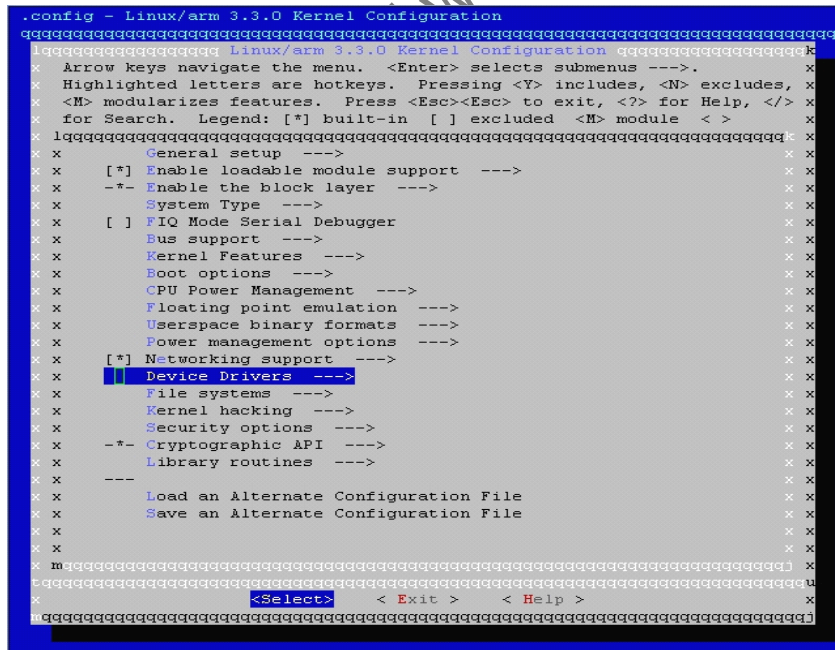 .config - Linux/arm 3.3.0 Kernel Configuration
Linux/arm 3.3.0 Kernel Configuration
Arrow keys navigate the menu.  <Enter> selects submenus --->.
Highlighted letters are hotkeys.  Pressing <Y> includes, <N> excludes,
<M> modularizes features.  Press <Esc><Esc> to exit, <?> for Help, </>
for Search.  Legend: [*] built-in  [ ] excluded  <M> module  < >
General setup  --->
[*] Enable loadable module support  --->
-*- Enable the block layer  --->
System Type  --->
[ ] FIQ Mode Serial Debugger
Bus support  --->
Kernel Features  --->
Boot options  --->
CPU Power Management  --->
Floating point emulation  --->
Userspace binary formats  --->
Power management options  --->
[*] Networking support  --->
Device Drivers  --->
File systems  --->
Kernel hacking  --->
Security options  --->
-*- Cryptographic API  --->
Library routines  --->
---
Load an Alternate Configuration File
Save an Alternate Configuration File
<Select>    < Exit >    < Help >